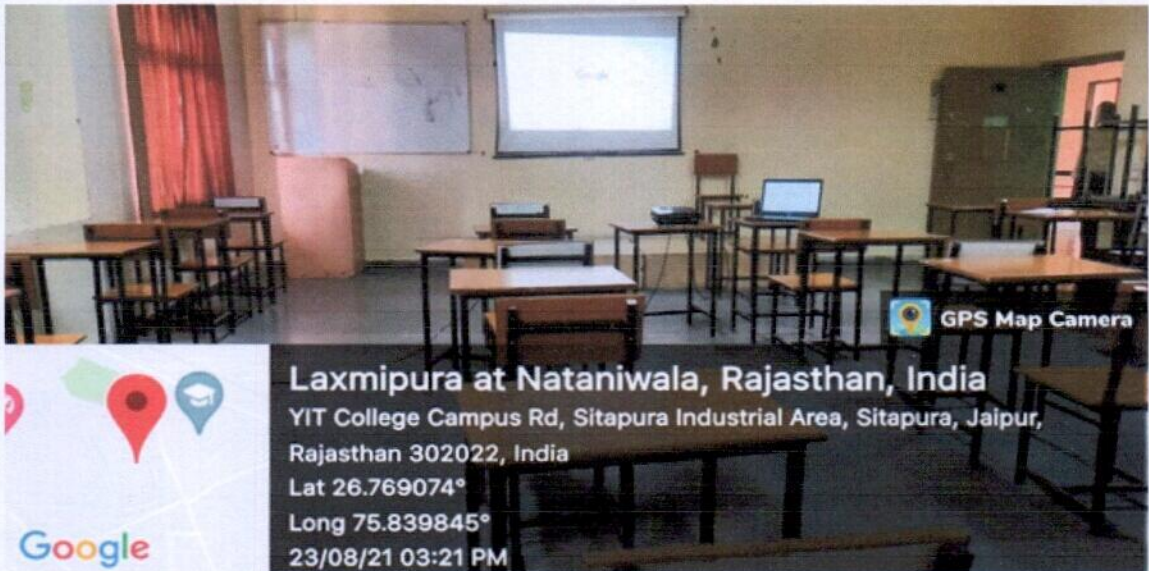 Google
GPS Map Camera
Laxmipura at Nataniwala, Rajasthan, India
YIT College Campus Rd, Sitapura Industrial Area, Sitapura, Jaipur,
Rajasthan 302022, India
Lat 26.769074°
Long 75.839845°
23/08/21 03:21 PM
Google